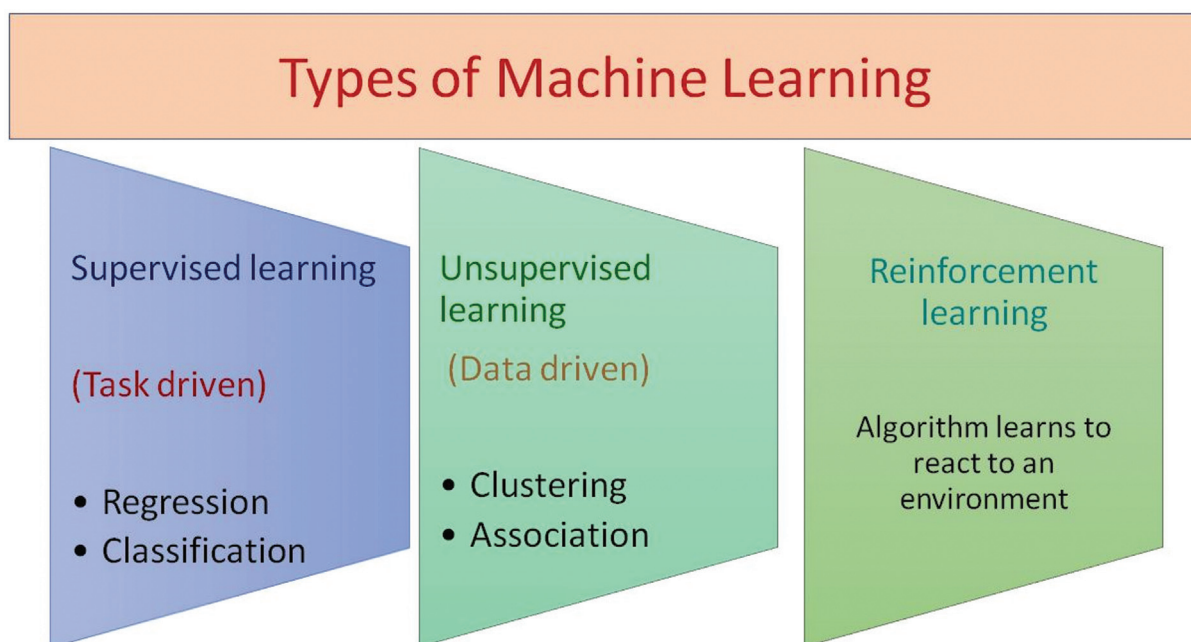 Types of Machine Learning
Supervised learning
(Task driven)
• Regression
• Classification
Unsupervised
learning
(Data driven)
• Clustering
• Association
Reinforcement
learning
Algorithm learns to
react to an
environment